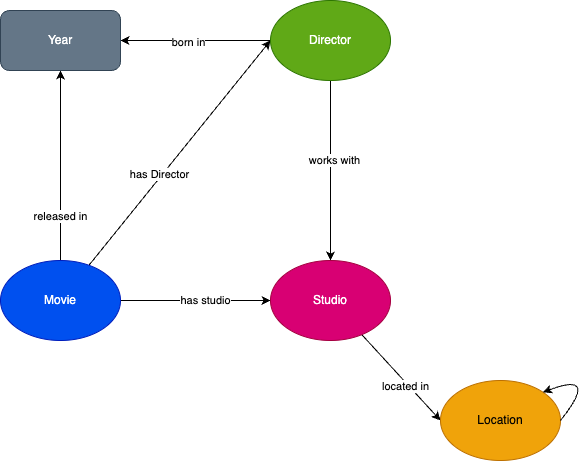 Year
born in
Director
has Director
works with
released in
Movie
has studio
Studio
located in
Location